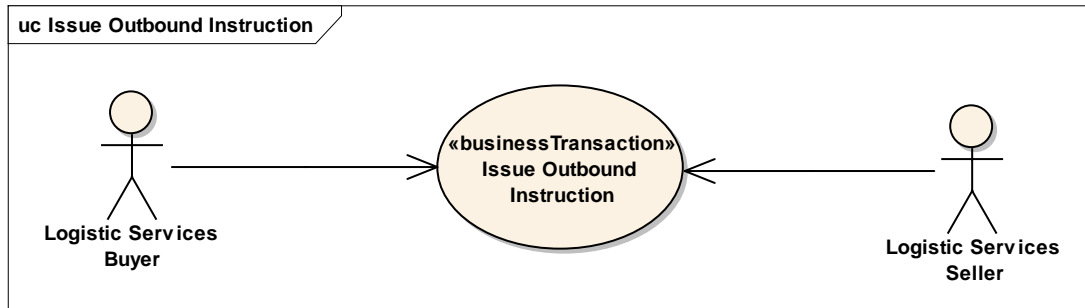 uc Issue Outbound Instruction
«businessTransaction»
Issue Outbound
Instruction
Logistic Services
Buyer
Logistic Services
Seller